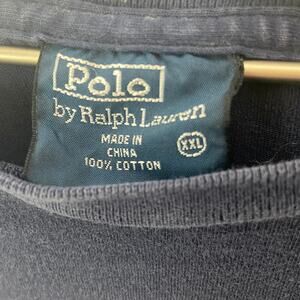 Polo
by Ralph Lauren
MADE IN
CHINA
100% COTTON
XXL